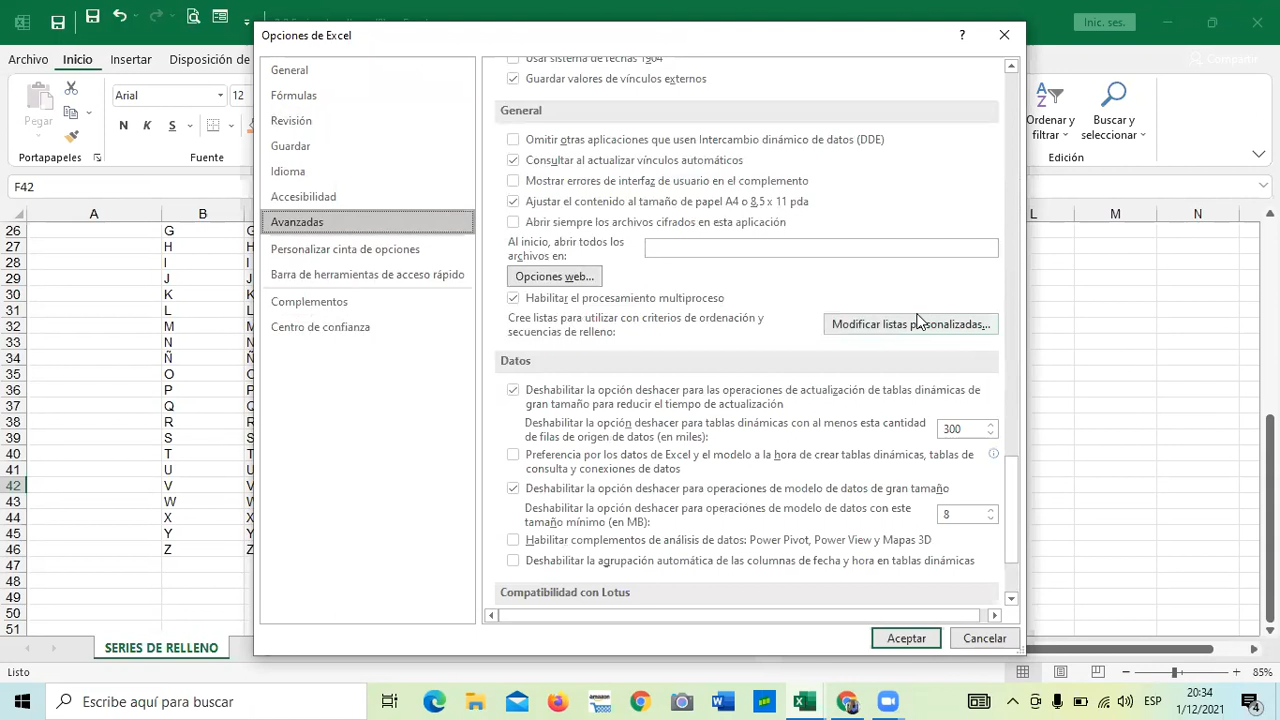 Inic. ses.
Opciones de Excel
?
Archivo
Inicio
Insertar
Disposición d
Compartir
Pegar
Arial
12
N K S
Portapapeles
Fuente
Ordenar y
filtrar
Buscar y
seleccionar
Edición
F42
General
Fórmulas
Revisión
Guardar
Idioma
Accesibilidad
Avanzadas
Personalizar cinta de opciones
Barra de herramientas de acceso rápido
Complementos
Centro de confianza
Usar sistema de fechas 1904
Guardar valores de vínculos externos
General
Omitir otras aplicaciones que usen Intercambio dinámico de datos (DDE)
Consultar al actualizar vínculos automáticos
Mostrar errores de interfaz de usuario en el complemento
Ajustar el contenido al tamaño de papel A4 o 8,5 x 11 pda
Abrir siempre los archivos cifrados en esta aplicación
Al inicio, abrir todos los
archivos en:
Opciones web...
Habilitar el procesamiento multiproceso
Cree listas para utilizar con criterios de ordenación y
secuencias de relleno:
Modificar listas personalizadas...
Datos
Deshabilitar la opción deshacer para las operaciones de actualización de tablas dinámicas de
gran tamaño para reducir el tiempo de actualización
Deshabilitar la opción deshacer para tablas dinámicas con al menos esta cantidad
de filas de origen de datos (en miles):
300
Preferencia por los datos de Excel y el modelo a la hora de crear tablas dinámicas, tablas de
consulta y conexiones de datos
Deshabilitar la opción deshacer para operaciones de modelo de datos de gran tamaño
Deshabilitar la opción deshacer para operaciones de modelo de datos con este
tamaño mínimo (en MB):
8
Habilitar complementos de análisis de datos: Power Pivot, Power View y Mapas 3D
Deshabilitar la agrupación automática de las columnas de fecha y hora en tablas dinámicas
Compatibilidad con Lotus
Aceptar
Cancelar
A B L M N
26 G G
27 H H
28 I I
29 J J
30 K K
31 L L
32 M M
33 N N
34 Ñ Ñ
35 O O
36 P P
37 Q Q
38 R R
39 S S
40 T T
41 U U
42 V V
43 W W
44 X X
45 Y Y
46 Z Z
47
48
49
50
51
SERIES DE RELLENO
Listo
85%
Escribe aquí para buscar
amazon
ESP
20:34
1/12/2021
4